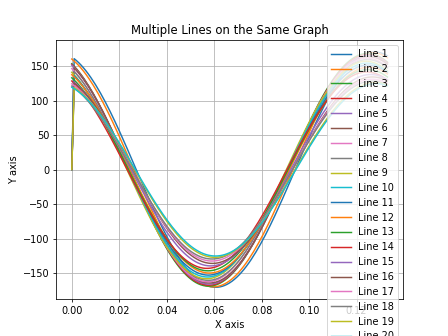 Multiple Lines on the Same Graph
Y axis
150
100
50
0
−50
−100
−150
0.00
0.02
0.04
0.06
0.08
0.10
X axis
Line 1
Line 2
Line 3
Line 4
Line 5
Line 6
Line 7
Line 8
Line 9
Line 10
Line 11
Line 12
Line 13
Line 14
Line 15
Line 16
Line 17
Line 18
Line 19
Line 20